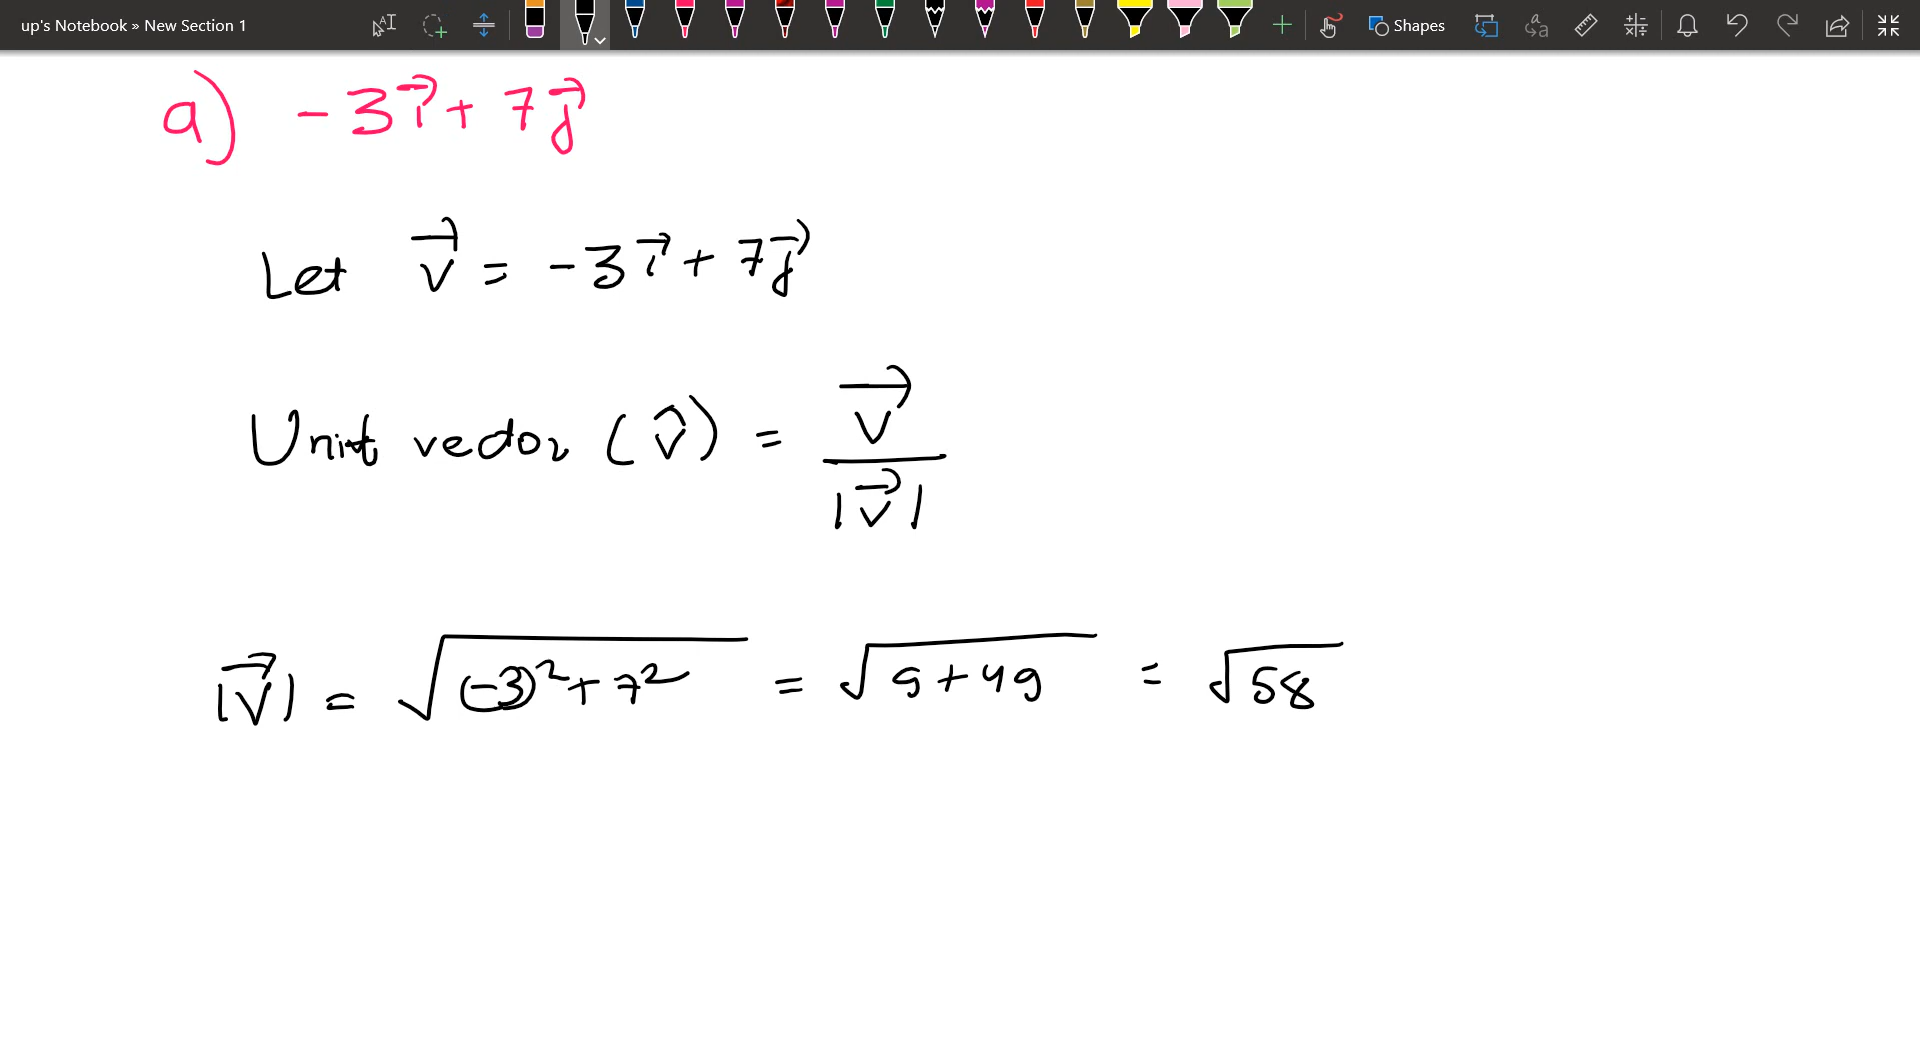 up's Notebook » New Section 1
Shapes
a) -3i⃗ + 7j⃗
Let v⃗ = -3i⃗ + 7j⃗
Unit vector (v̂) = v⃗ / |v⃗|
|v⃗| = √((-3)² + 7²) = √(9 + 49) = √58